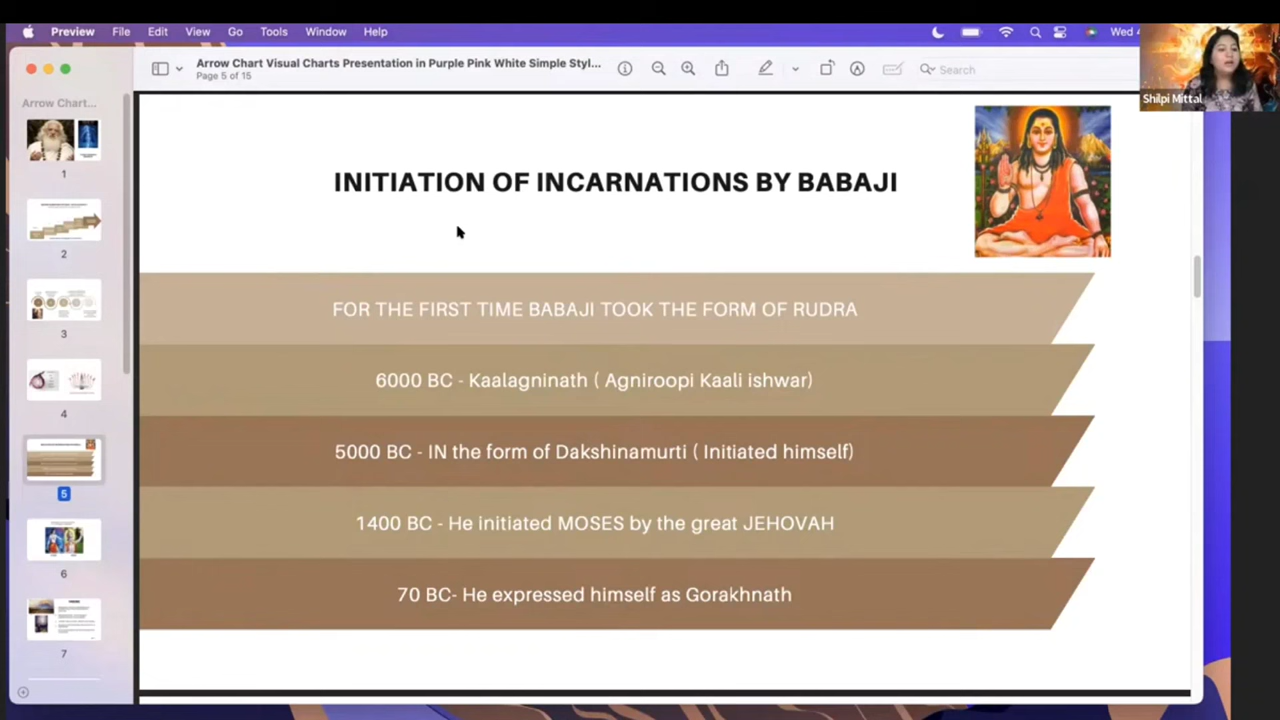 Preview File Edit View Go Tools Window Help Wed 4
Arrow Chart Visual Charts Presentation in Purple Pink White Simple Styl...
Page 5 of 15
Search
Shilpi Mittal
Arrow Chart...
1
2
3
4
5
6
7
INITIATION OF INCARNATIONS BY BABAJI
FOR THE FIRST TIME BABAJI TOOK THE FORM OF RUDRA
6000 BC - Kaalagninath ( Agniroopi Kaali ishwar)
5000 BC - IN the form of Dakshinamurti ( Initiated himself)
1400 BC - He initiated MOSES by the great JEHOVAH
70 BC- He expressed himself as Gorakhnath